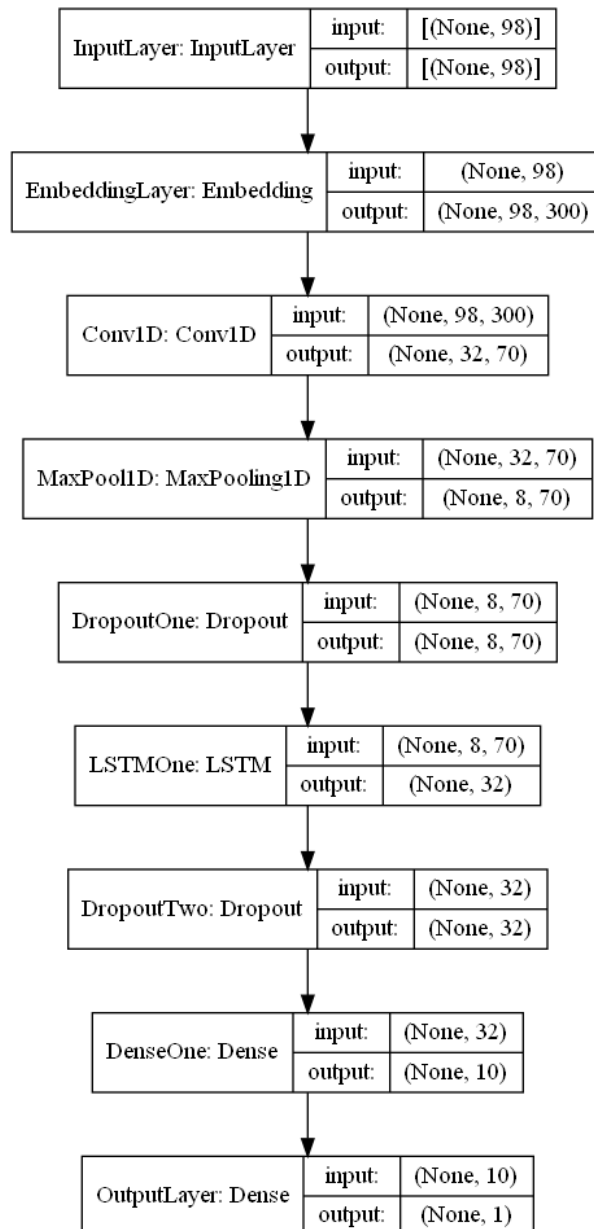 InputLayer: InputLayer
input: [(None, 98)]
output: [(None, 98)]
EmbeddingLayer: Embedding
input: (None, 98)
output: (None, 98, 300)
Conv1D: Conv1D
input: (None, 98, 300)
output: (None, 32, 70)
MaxPool1D: MaxPooling1D
input: (None, 32, 70)
output: (None, 8, 70)
DropoutOne: Dropout
input: (None, 8, 70)
output: (None, 8, 70)
LSTMOne: LSTM
input: (None, 8, 70)
output: (None, 32)
DropoutTwo: Dropout
input: (None, 32)
output: (None, 32)
DenseOne: Dense
input: (None, 32)
output: (None, 10)
OutputLayer: Dense
input: (None, 10)
output: (None, 1)